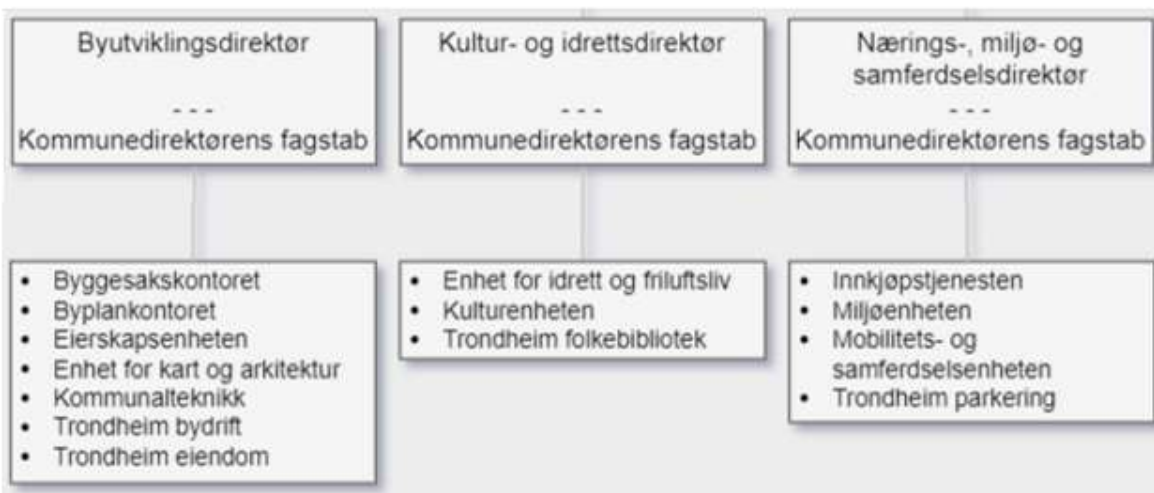 Byutviklingsdirektør
- - -
Kommunedirektørens fagstab
Kultur- og idrettsdirektør
- - -
Kommunedirektørens fagstab
Nærings-, miljø- og
samferdselsdirektør
- - -
Kommunedirektørens fagstab
• Byggesakskontoret
• Byplankontoret
• Eierskapsenheten
• Enhet for kart og arkitektur
• Kommunalteknikk
• Trondheim bydrift
• Trondheim eiendom
• Enhet for idrett og friluftsliv
• Kulturenheten
• Trondheim folkebibliotek
• Innkjøpstjenesten
• Miljøenheten
• Mobilitets- og
samferdselsenheten
• Trondheim parkering